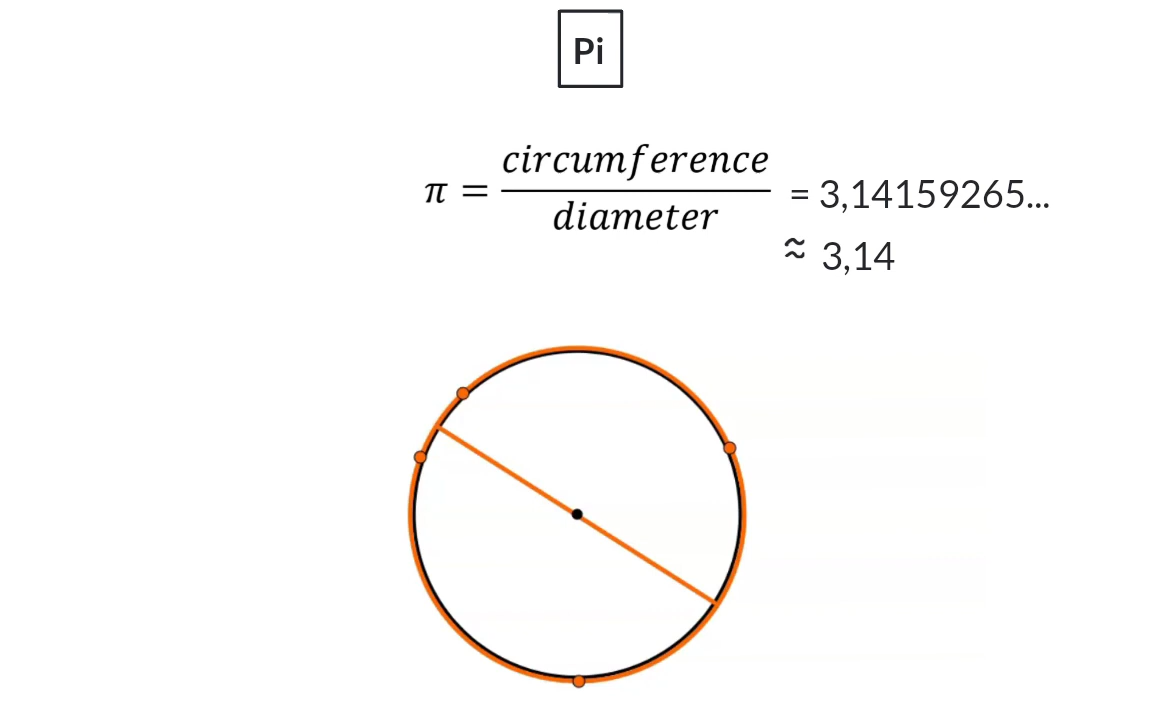 Pi
π = circumference / diameter = 3,14159265...
≈ 3,14